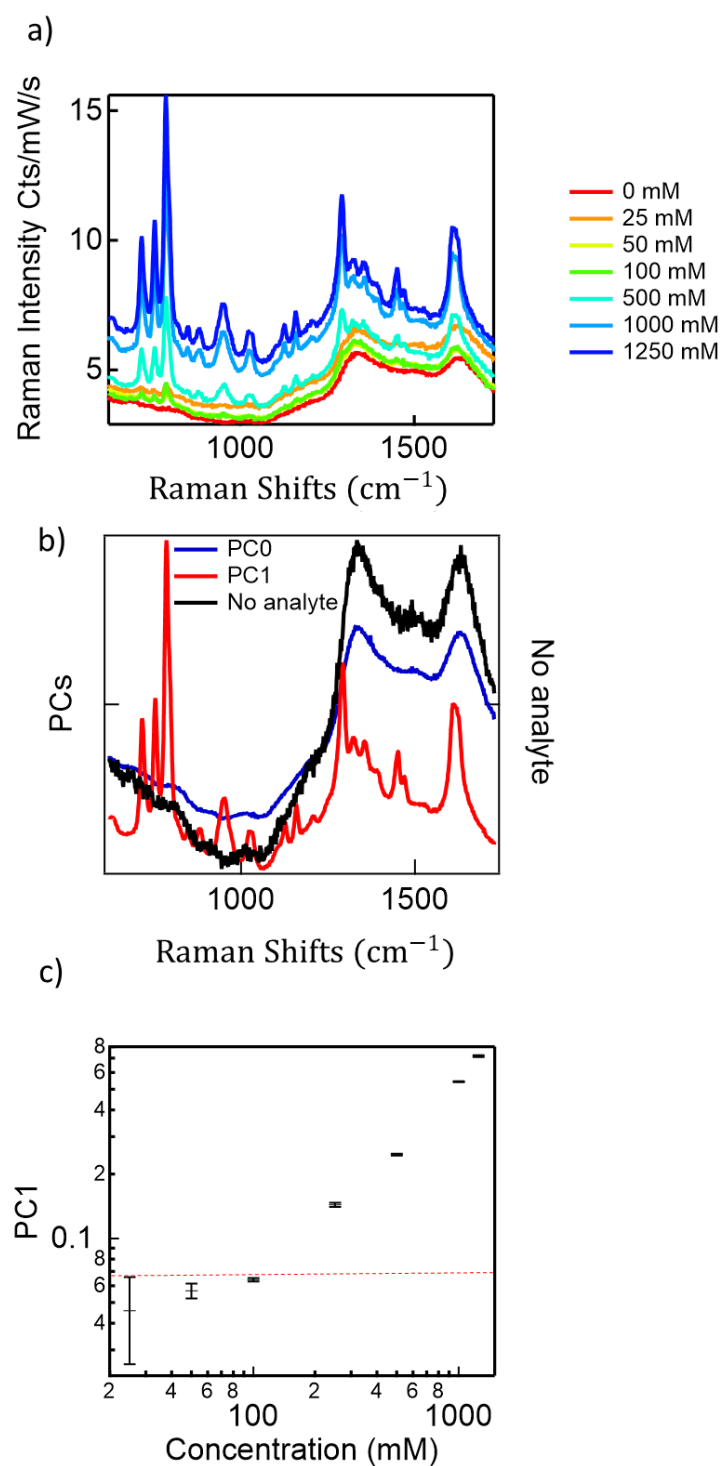 a)
Raman Intensity Cts/mW/s
15
10
5
1000
1500
Raman Shifts (cm⁻¹)
0 mM
25 mM
50 mM
100 mM
500 mM
1000 mM
1250 mM
b)
PC0
PC1
No analyte
PCs
No analyte
1000
1500
Raman Shifts (cm⁻¹)
c)
PC1
8
6
4
2
0.1
8
6
4
2
4
6
8
100
2
4
6
8
1000
Concentration (mM)